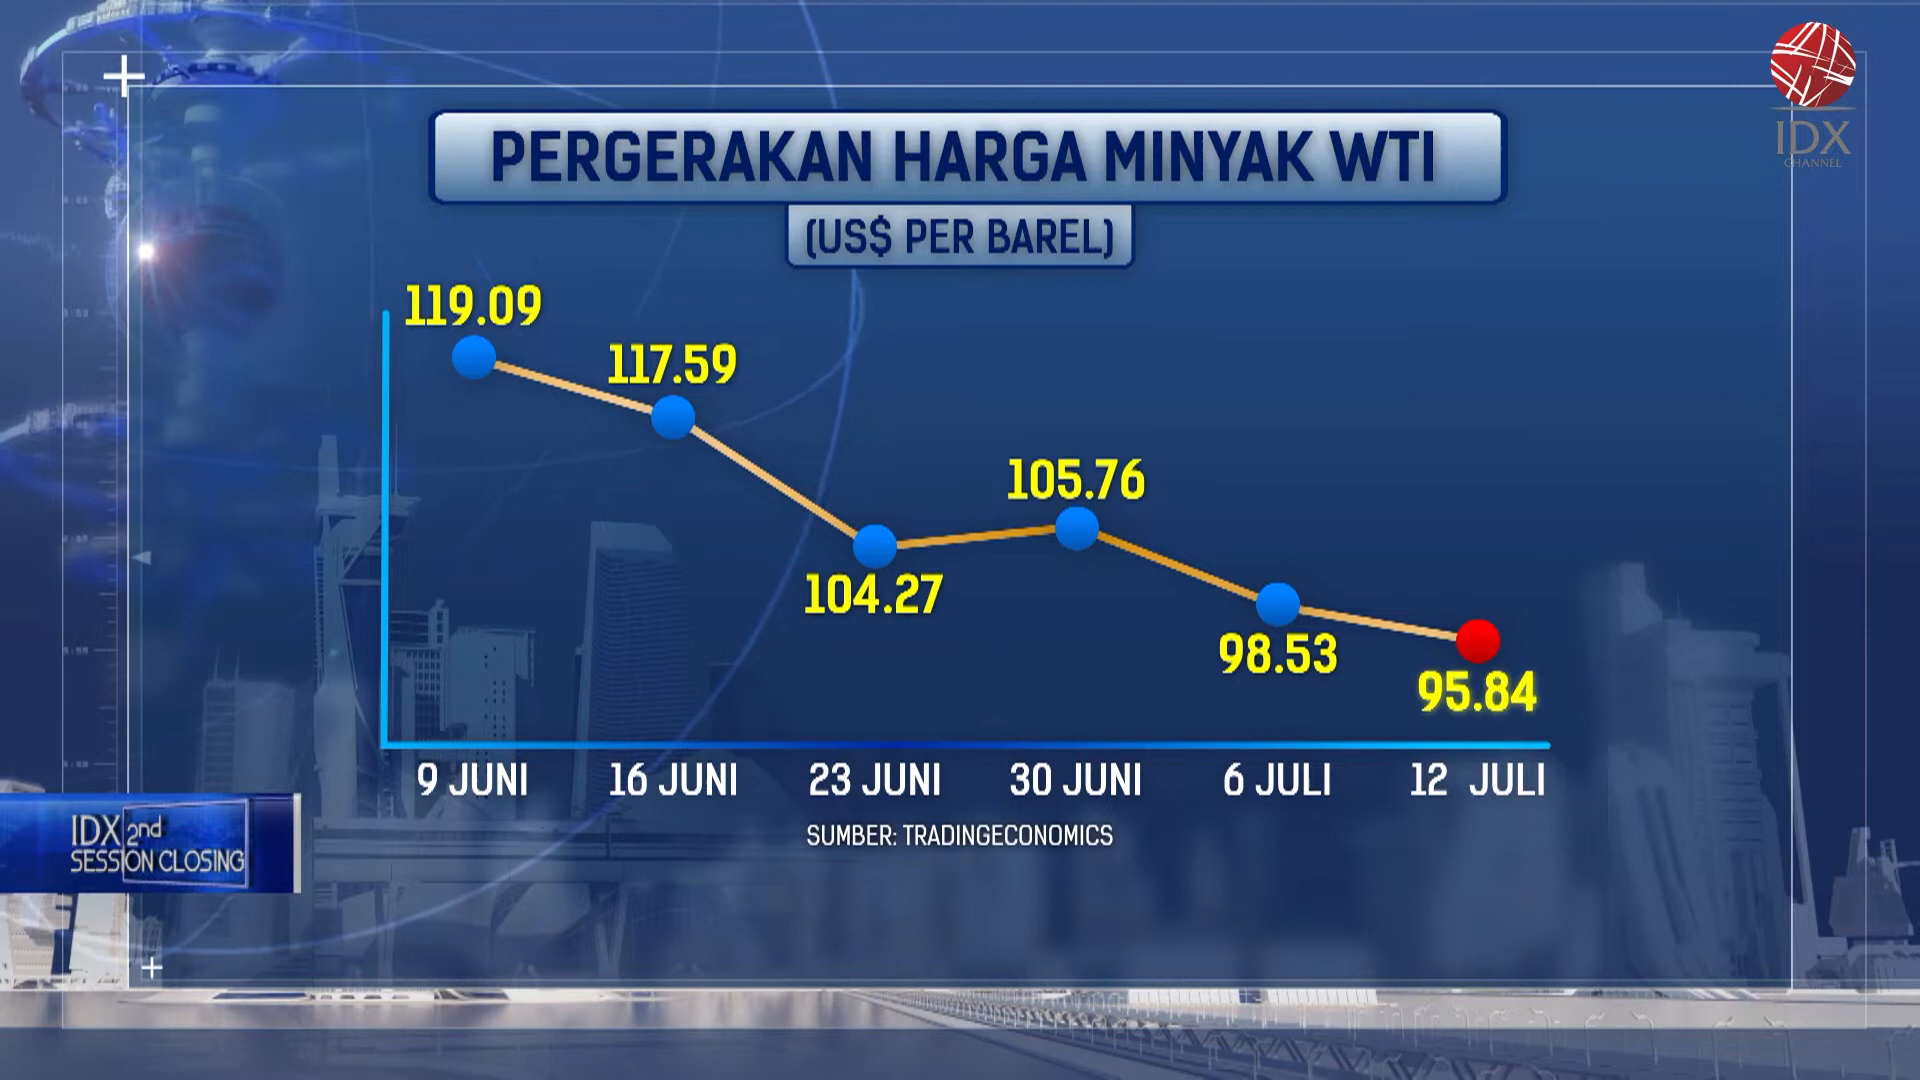 IDX
CHANNEL
PERGERAKAN HARGA MINYAK WTI
(US$ PER BAREL)
119.09
117.59
104.27
105.76
98.53
95.84
9 JUNI
16 JUNI
23 JUNI
30 JUNI
6 JULI
12 JULI
SUMBER: TRADINGECONOMICS
IDX 2nd
SESSION CLOSING